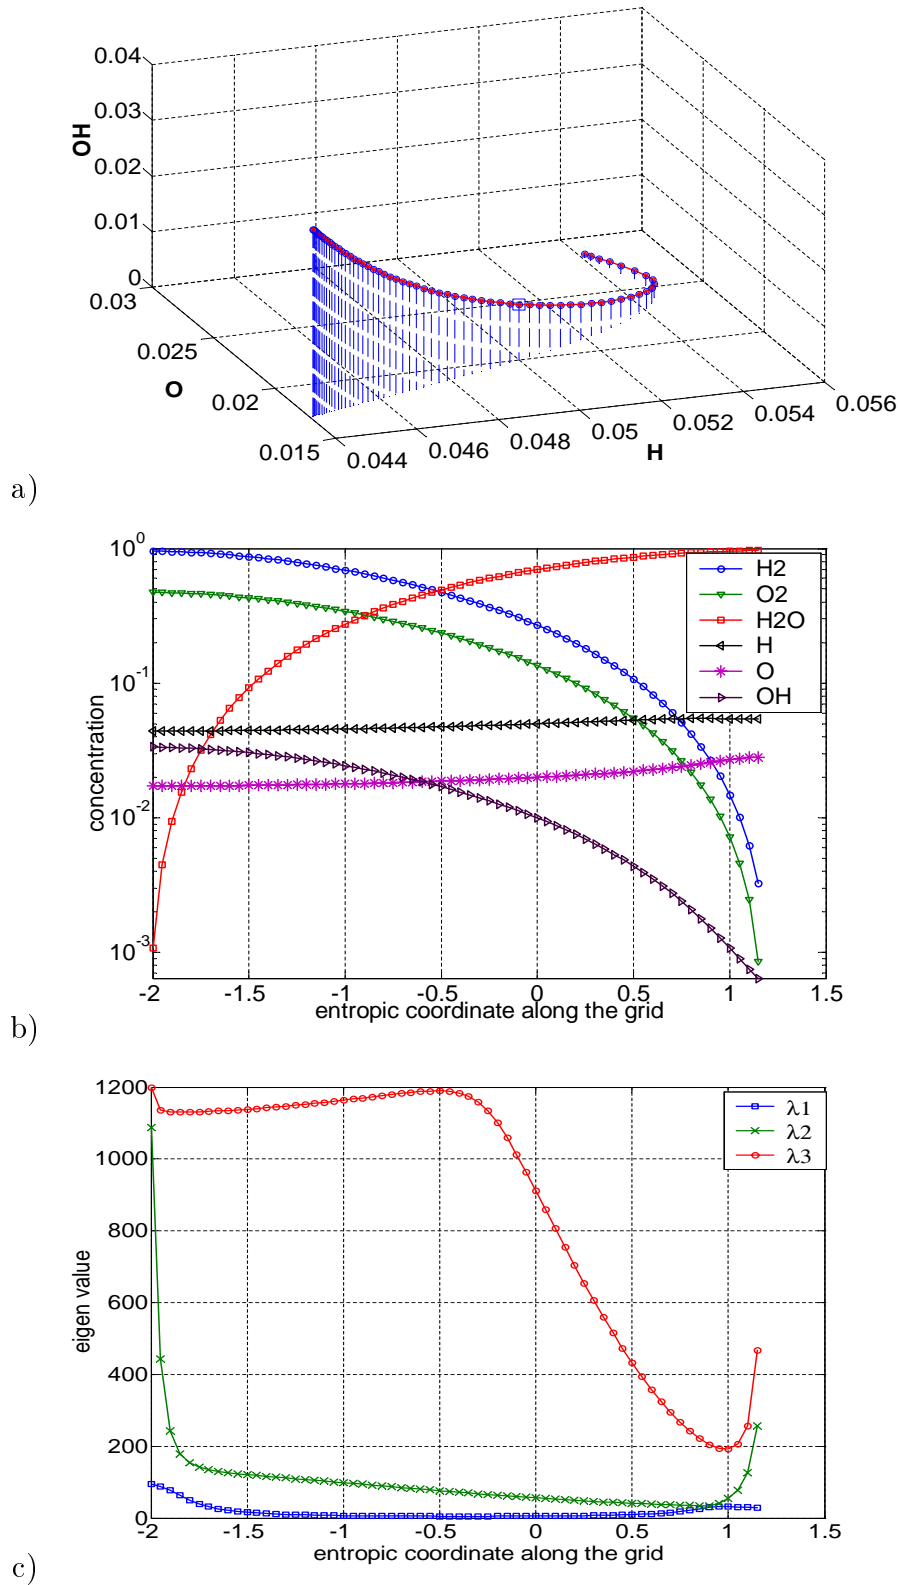 0.04
0.03
0.02
0.01
0
OH
0.03
0.025
0.02
0.015
O
0.044
0.046
0.048
0.05
0.052
0.054
0.056
H
a)
10^0
10^-1
10^-2
10^-3
concentration
H2
O2
H2O
H
O
OH
-2 -1.5 -1 -0.5 0 0.5 1 1.5
entropic coordinate along the grid
b)
1200
1000
800
600
400
200
0
eigen value
λ1
λ2
λ3
-2 -1.5 -1 -0.5 0 0.5 1 1.5
entropic coordinate along the grid
c)